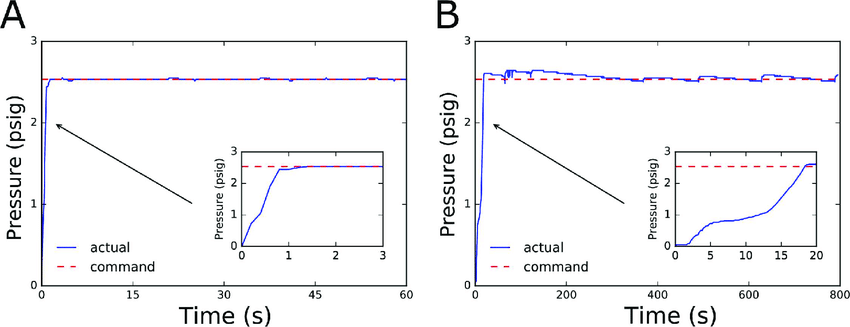 A
Pressure (psig)
3
2
1
0
0 15 30 45 60
Time (s)
actual
command
Pressure (psig)
3
2
1
0
0 1 2 3
B
Pressure (psig)
3
2
1
0
0 200 400 600 800
Time (s)
actual
command
Pressure (psig)
3
2
1
0
0 5 10 15 20